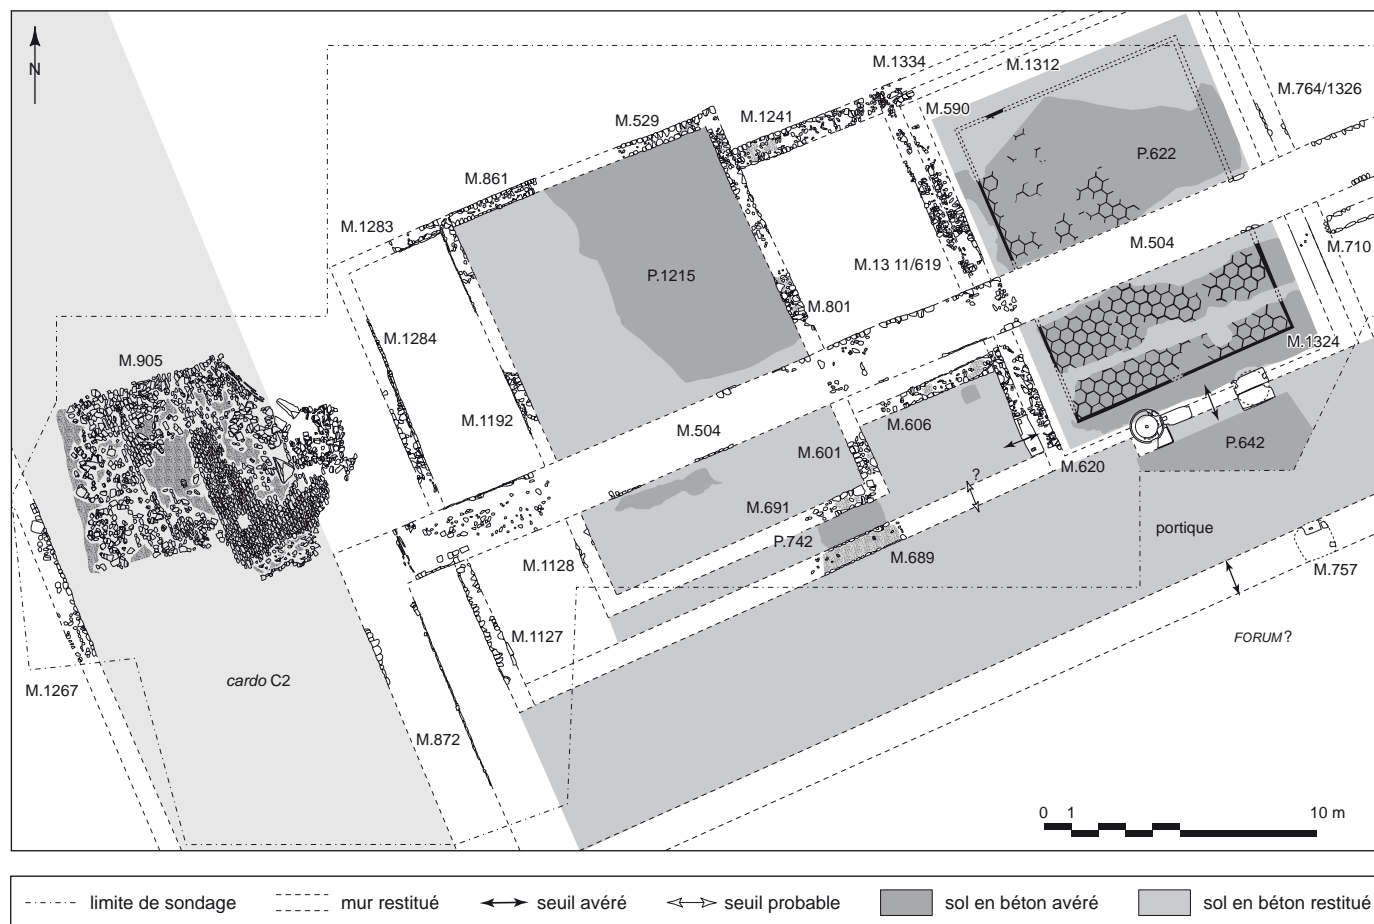 N
M.1334
M.1312
M.764/1326
M.590
M.1241
M.529
P.622
M.861
M.1283
M.504
M.710
M.13 11/619
P.1215
M.801
M.1284
M.1324
M.905
M.1192
M.606
M.504
M.601
P.642
M.620
?
M.691
portique
P.742
M.689
M.1128
M.757
M.1127
FORUM ?
cardo C2
M.1267
M.872
0 1 10 m
limite de sondage mur restitué seuil avéré seuil probable sol en béton avéré sol en béton restitué